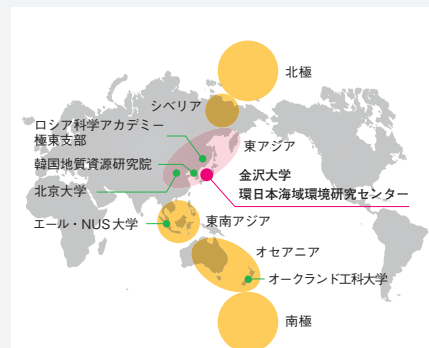 北極
シベリア
ロシア科学アカデミー
極東支部
東アジア
韓国地質資源研究院
金沢大学
環日本海域環境研究センター
北京大学
エール・NUS大学
東南アジア
オセアニア
オークランド工科大学
南極